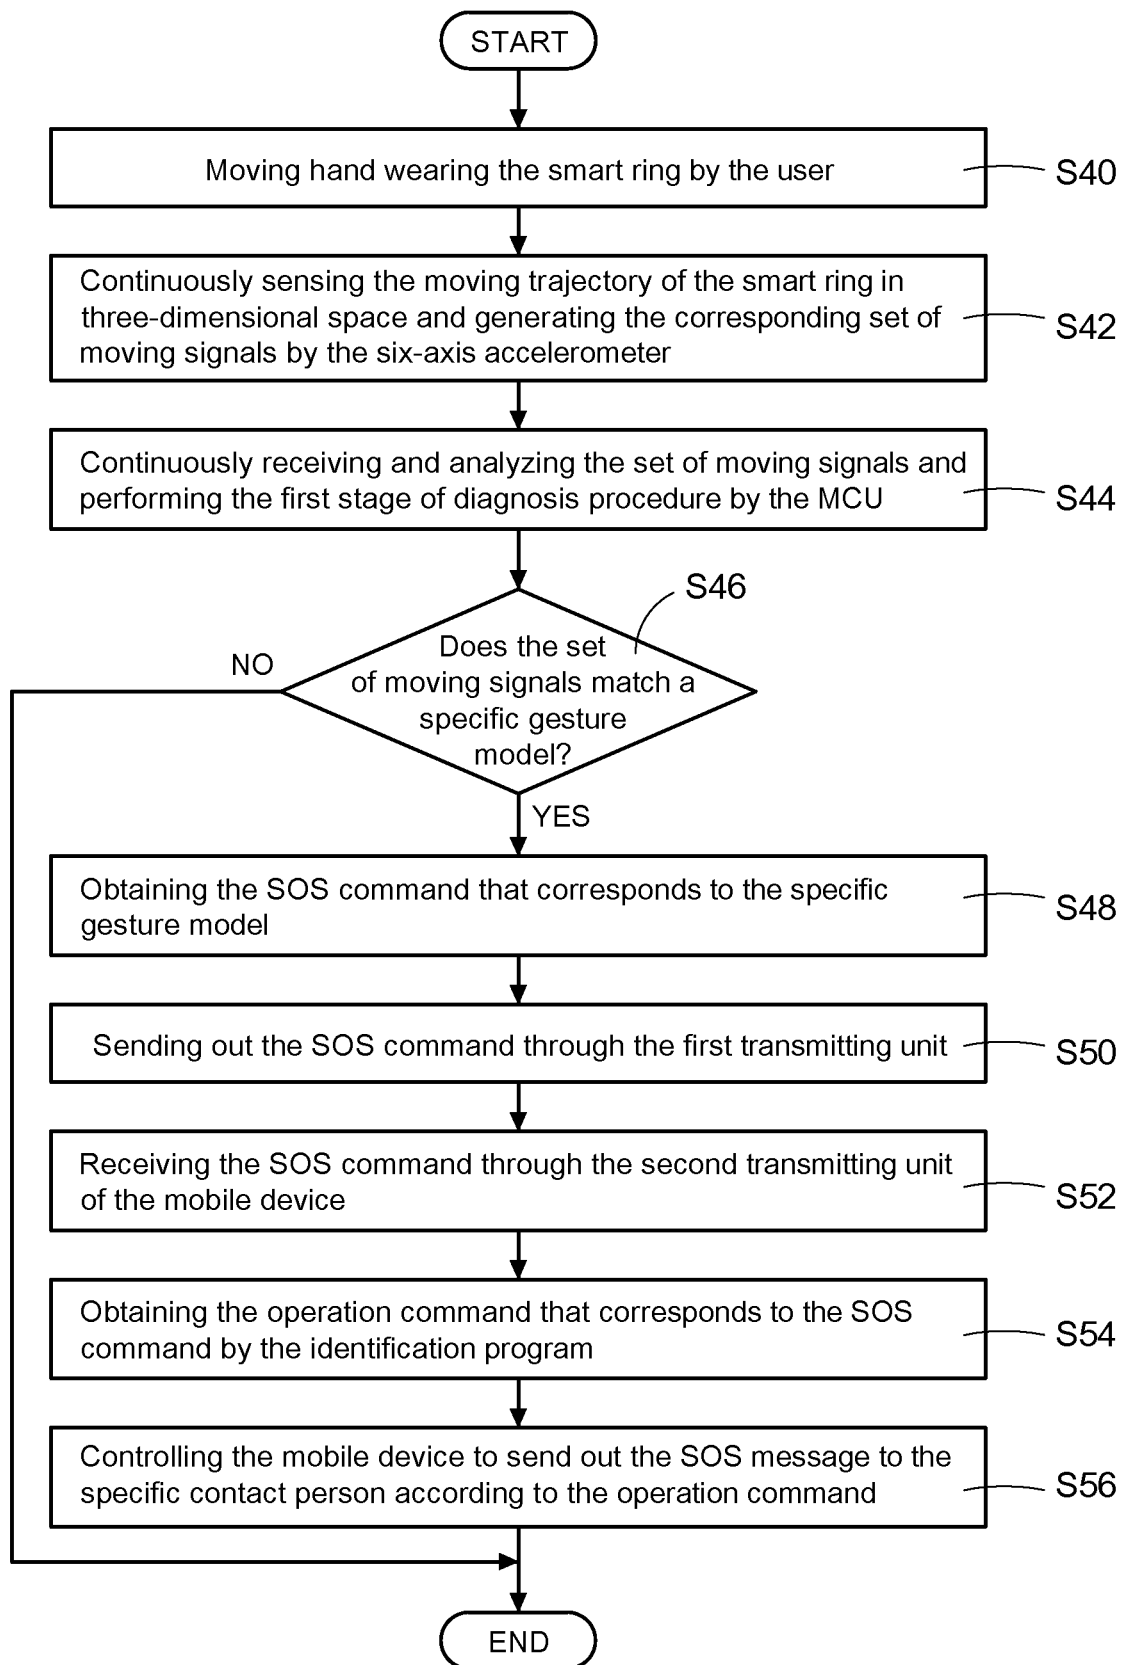 START
Moving hand wearing the smart ring by the user
S40
Continuously sensing the moving trajectory of the smart ring in
three-dimensional space and generating the corresponding set of
moving signals by the six-axis accelerometer
S42
Continuously receiving and analyzing the set of moving signals and
performing the first stage of diagnosis procedure by the MCU
S44
S46
Does the set
of moving signals match a
specific gesture
model?
NO
YES
Obtaining the SOS command that corresponds to the specific
gesture model
S48
Sending out the SOS command through the first transmitting unit
S50
Receiving the SOS command through the second transmitting unit
of the mobile device
S52
Obtaining the operation command that corresponds to the SOS
command by the identification program
S54
Controlling the mobile device to send out the SOS message to the
specific contact person according to the operation command
S56
END